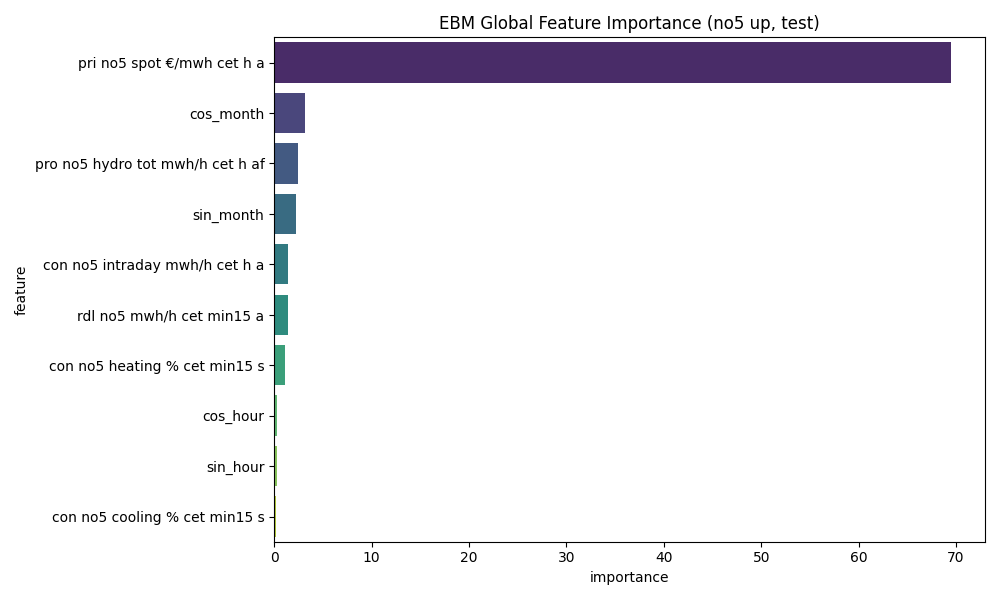 EBM Global Feature Importance (no5 up, test)
feature
pri no5 spot €/mwh cet h a
cos_month
pro no5 hydro tot mwh/h cet h af
sin_month
con no5 intraday mwh/h cet h a
rdl no5 mwh/h cet min15 a
con no5 heating % cet min15 s
cos_hour
sin_hour
con no5 cooling % cet min15 s
0 10 20 30 40 50 60 70
importance